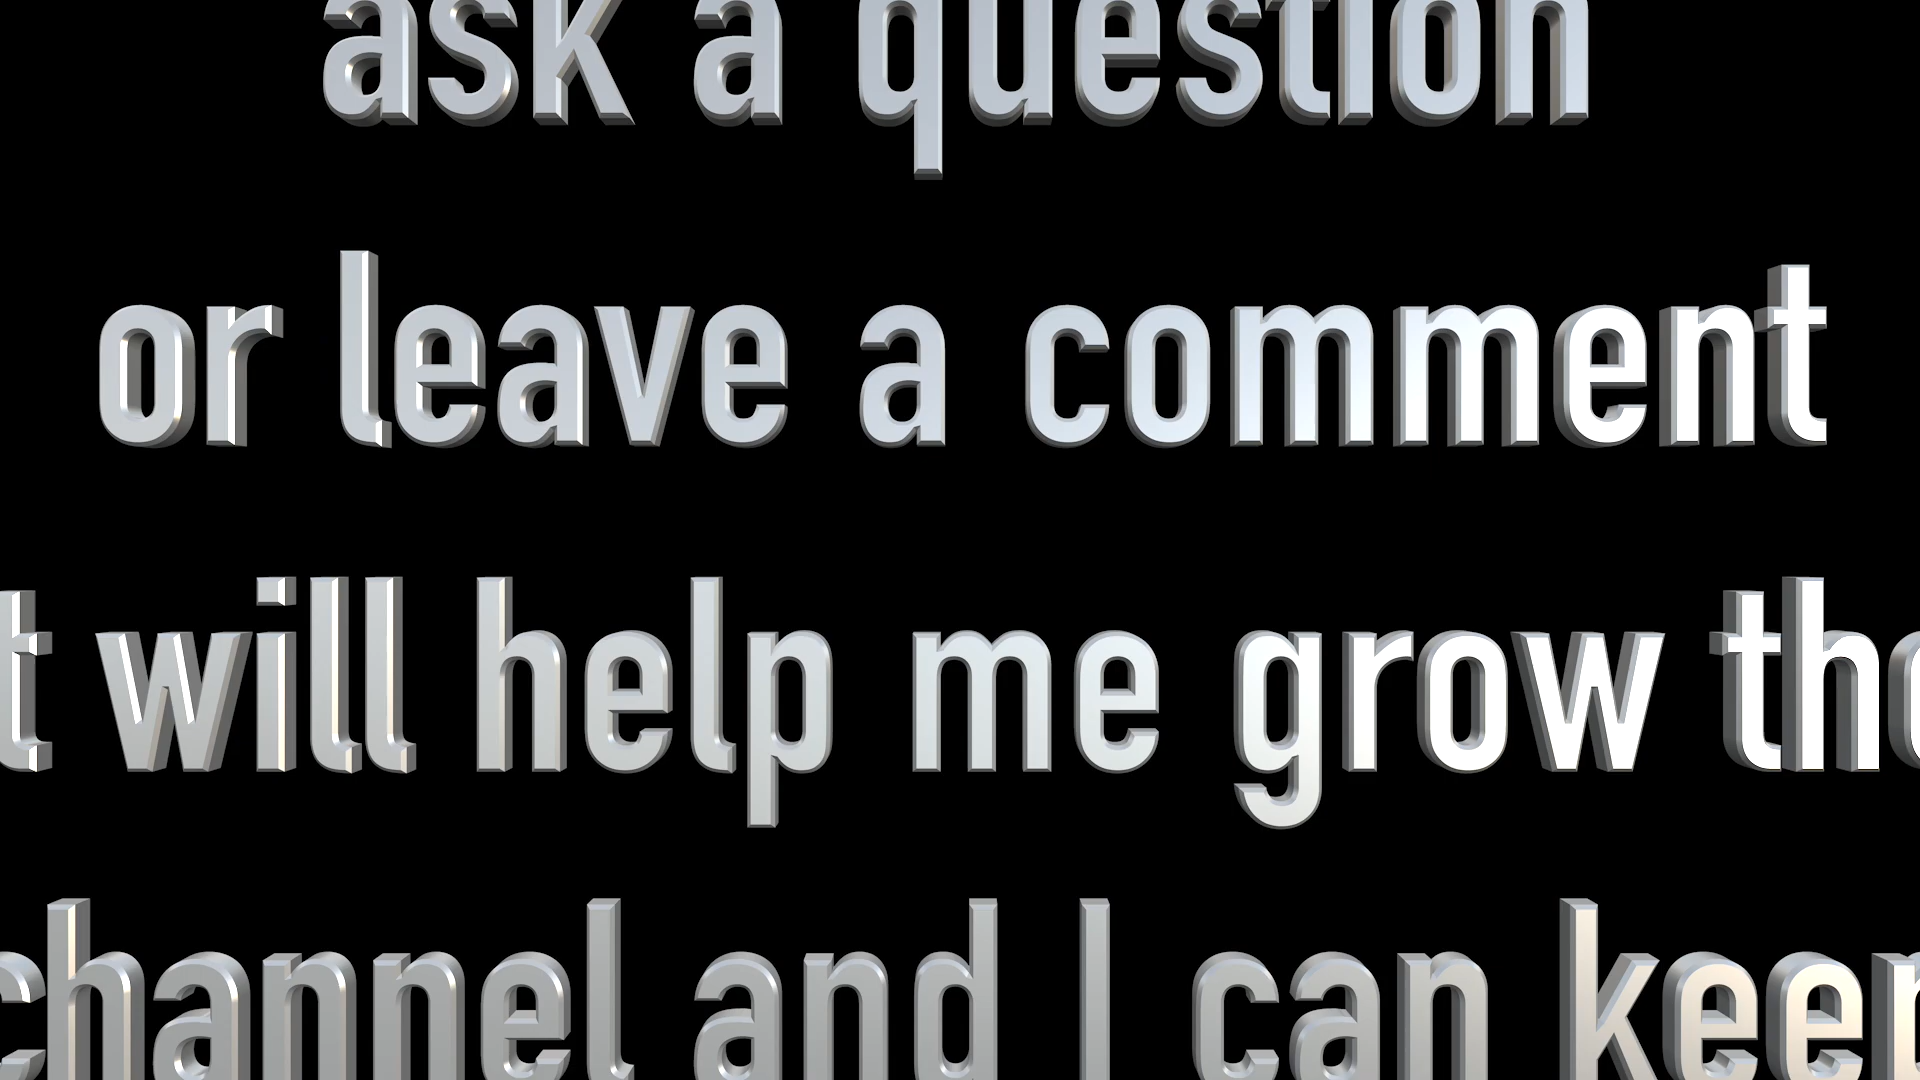 ask a question
or leave a comment
t will help me grow the
channel and I can keep